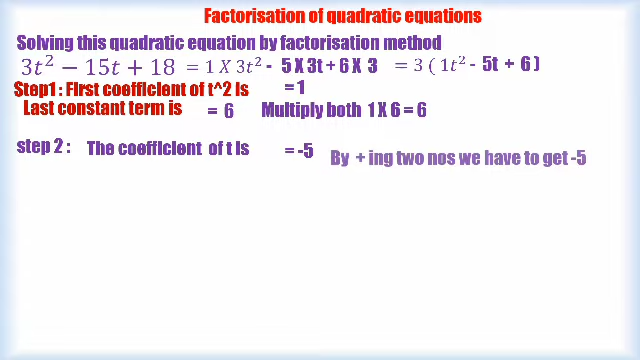 Factorisation of quadratic equations
Solving this quadratic equation by factorisation method
3t² − 15t + 18 = 1 X 3t² - 5 X 3t + 6 X 3 = 3 ( 1t² - 5t + 6 )
Step1 : First coefficient of t^2 is = 1
Last constant term is = 6 Multiply both 1 X 6 = 6
step 2 : The coefficient of t is = -5 By + ing two nos we have to get -5